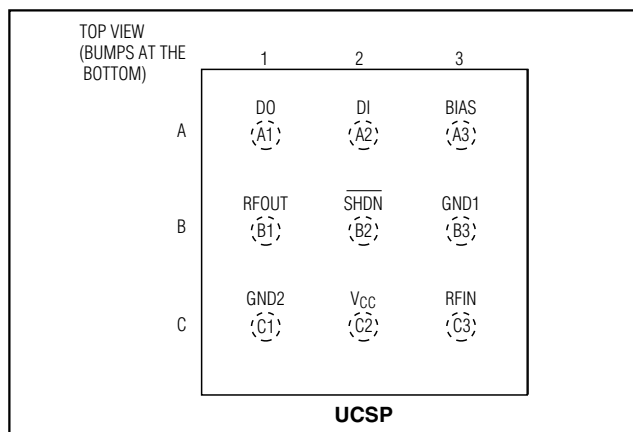 TOP VIEW
(BUMPS AT THE
BOTTOM)
1 2 3
DO DI BIAS
A A1 A2 A3
RFOUT SHDN GND1
B B1 B2 B3
GND2 VCC RFIN
C C1 C2 C3
UCSP